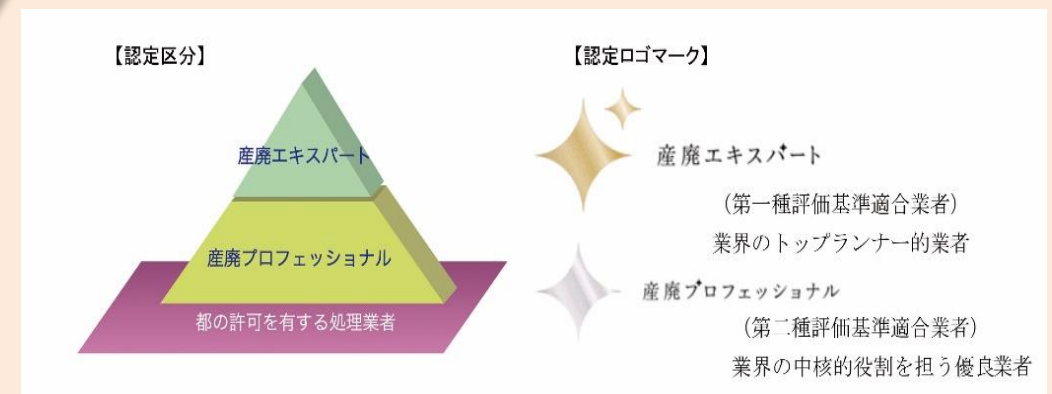 【認定区分】
産廃エキスパート
産廃プロフェッショナル
都の許可を有する処理業者
【認定ロゴマーク】
産廃エキスパート
（第一種評価基準適合業者）
業界のトップランナー的業者
産廃プロフェッショナル
（第二種評価基準適合業者）
業界の中核的役割を担う優良業者